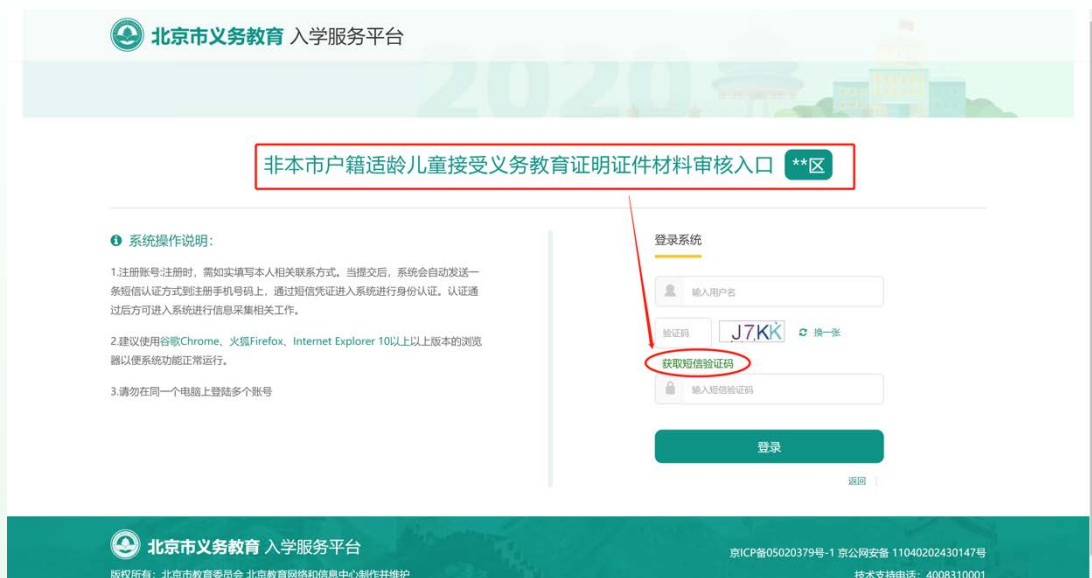 北京市义务教育 入学服务平台
2020
非本市户籍适龄儿童接受义务教育证明证件材料审核入口 **区
系统操作说明：
1.注册账号:注册时，需如实填写本人相关联系方式。当提交后，系统会自动发送一
条短信认证方式到注册手机号码上，通过短信凭证进入系统进行身份认证。认证通
过后方可进入系统进行信息采集相关工作。
2.建议使用谷歌Chrome、火狐Firefox、Internet Explorer 10以上以上版本的浏览
器以便系统功能正常运行。
3.请勿在同一个电脑上登陆多个账号
登录系统
输入用户名
验证码 J7KK 换一张
获取短信验证码
输入短信验证码
登录
返回
北京市义务教育 入学服务平台
版权所有：北京市教育委员会 北京教育网络和信息中心制作并维护
京ICP备05020379号-1 京公网安备 11040202430147号
技术支持电话：4008310001